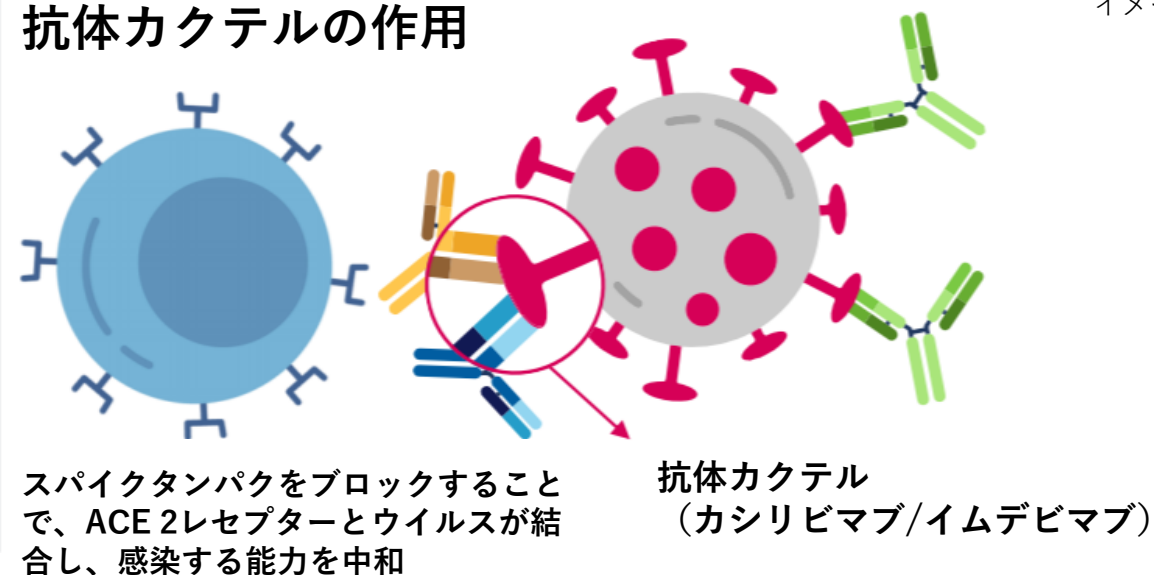 抗体カクテルの作用
スパイクタンパクをブロックすること
で、ACE 2レセプターとウイルスが結
合し、感染する能力を中和
抗体カクテル
（カシリビマブ/イムデビマブ）